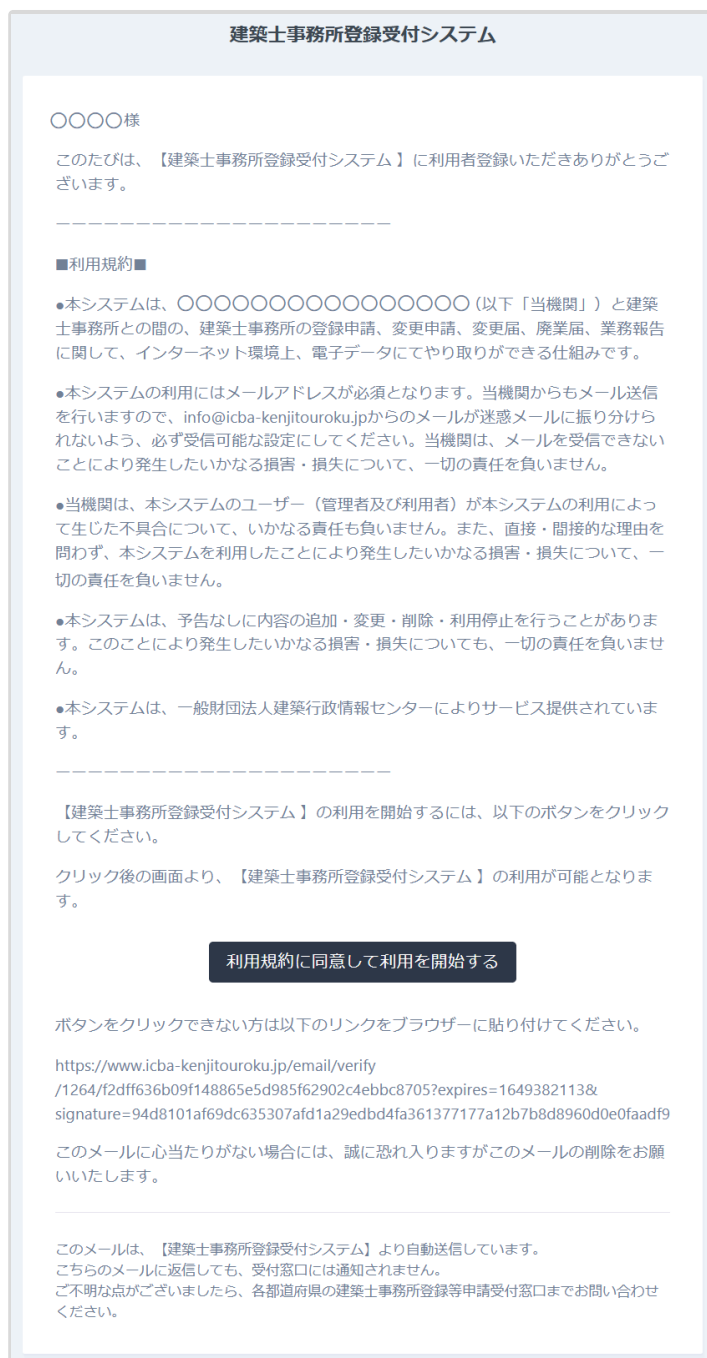 建築士事務所登録受付システム
〇〇〇〇様
このたびは、【建築士事務所登録受付システム 】に利用者登録いただきありがとうご
ざいます。
ーーーーーーーーーーーーーーーーーーーーー
■利用規約■
●本システムは、〇〇〇〇〇〇〇〇〇〇〇〇〇〇〇〇（以下「当機関」）と建築
士事務所との間の、建築士事務所の登録申請、変更申請、変更届、廃業届、業務報告
に関して、インターネット環境上、電子データにてやり取りができる仕組みです。
●本システムの利用にはメールアドレスが必須となります。当機関からもメール送信
を行いますので、info@icba-kenjitouroku.jpからのメールが迷惑メールに振り分けら
れないよう、必ず受信可能な設定にしてください。当機関は、メールを受信できない
ことにより発生したいかなる損害・損失について、一切の責任を負いません。
●当機関は、本システムのユーザー（管理者及び利用者）が本システムの利用によっ
て生じた不具合について、いかなる責任も負いません。また、直接・間接的な理由を
問わず、本システムを利用したことにより発生したいかなる損害・損失について、一
切の責任を負いません。
●本システムは、予告なしに内容の追加・変更・削除・利用停止を行うことがありま
す。このことにより発生したいかなる損害・損失についても、一切の責任を負いませ
ん。
●本システムは、一般財団法人建築行政情報センターによりサービス提供されていま
す。
ーーーーーーーーーーーーーーーーーーーーー
【建築士事務所登録受付システム 】の利用を開始するには、以下のボタンをクリック
してください。
クリック後の画面より、【建築士事務所登録受付システム 】の利用が可能となりま
す。
利用規約に同意して利用を開始する
ボタンをクリックできない方は以下のリンクをブラウザーに貼り付けてください。
https://www.icba-kenjitouroku.jp/email/verify
/1264/f2dff636b09f148865e5d985f62902c4ebbc8705?expires=1649382113&
signature=94d8101af69dc635307afd1a29edbd4fa361377177a12b7b8d8960d0e0faadf9
このメールに心当たりがない場合には、誠に恐れ入りますがこのメールの削除をお願
いいたします。
このメールは、【建築士事務所登録受付システム】より自動送信しています。
こちらのメールに返信しても、受付窓口には通知されません。
ご不明な点がございましたら、各都道府県の建築士事務所登録等申請受付窓口までお問い合わせ
ください。